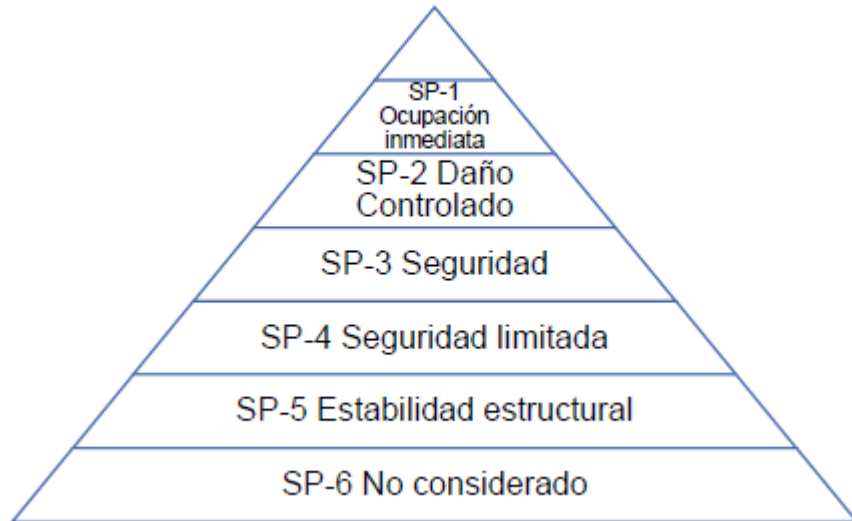 SP-1
Ocupación
inmediata
SP-2 Daño
Controlado
SP-3 Seguridad
SP-4 Seguridad limitada
SP-5 Estabilidad estructural
SP-6 No considerado